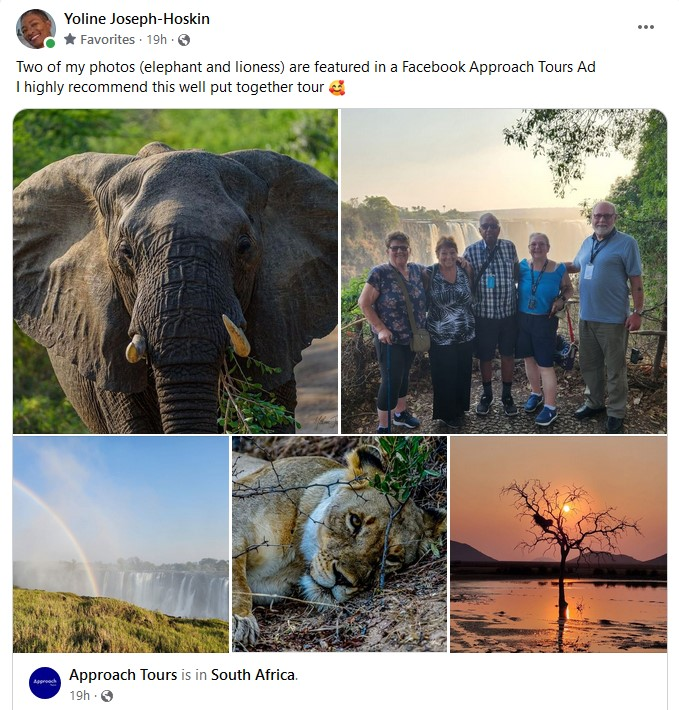 Yoline Joseph-Hoskin
Favorites · 19h ·
Two of my photos (elephant and lioness) are featured in a Facebook Approach Tours Ad
I highly recommend this well put together tour 🥰
Approach Tours is in South Africa.
19h ·
Approach